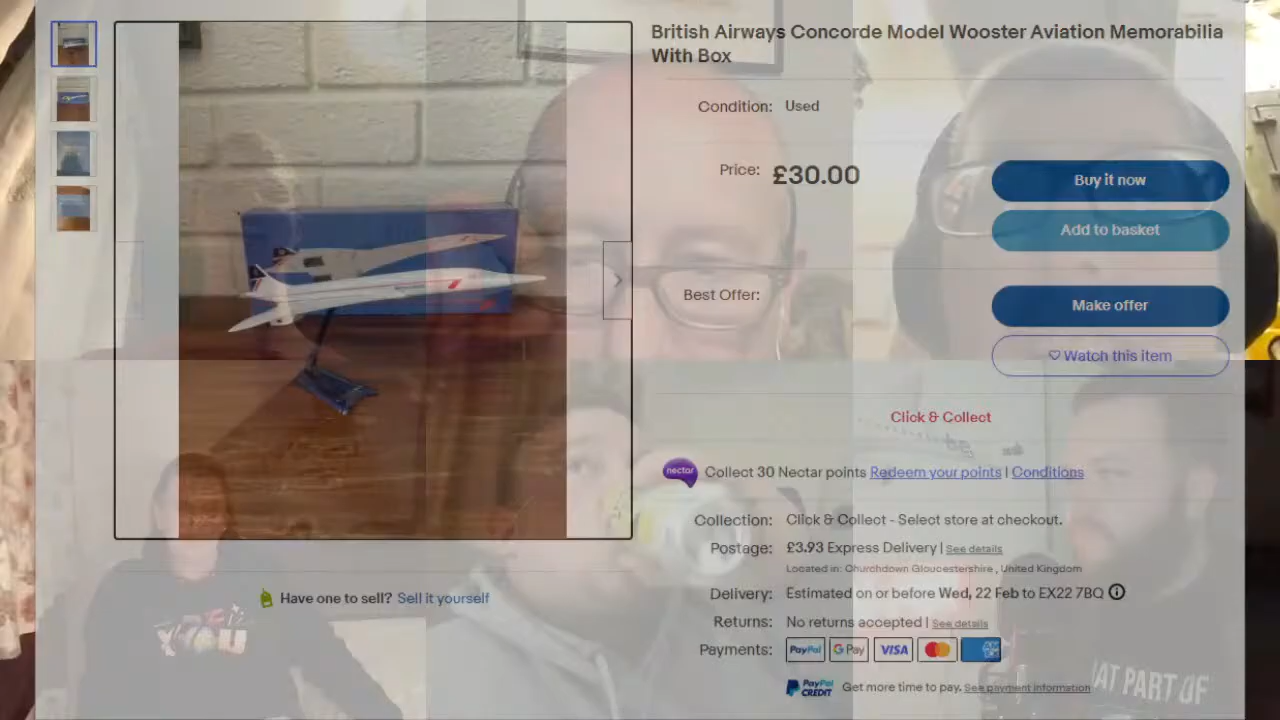 British Airways Concorde Model Wooster Aviation Memorabilia
With Box
Condition: Used
Price: £30.00
Buy it now
Add to basket
Best Offer:
Make offer
Watch this item
Click & Collect
nectar Collect 30 Nectar points Redeem your points | Conditions
Collection: Click & Collect - Select store at checkout.
Postage: £3.93 Express Delivery | See details
Located in: Churchdown Gloucestershire , United Kingdom
Delivery: Estimated on or before Wed, 22 Feb to EX22 7BQ
Returns: No returns accepted | See details
Payments: PayPal G Pay VISA
PayPal CREDIT Get more time to pay. See payment information
Have one to sell? Sell it yourself
YOU
AT PART OF